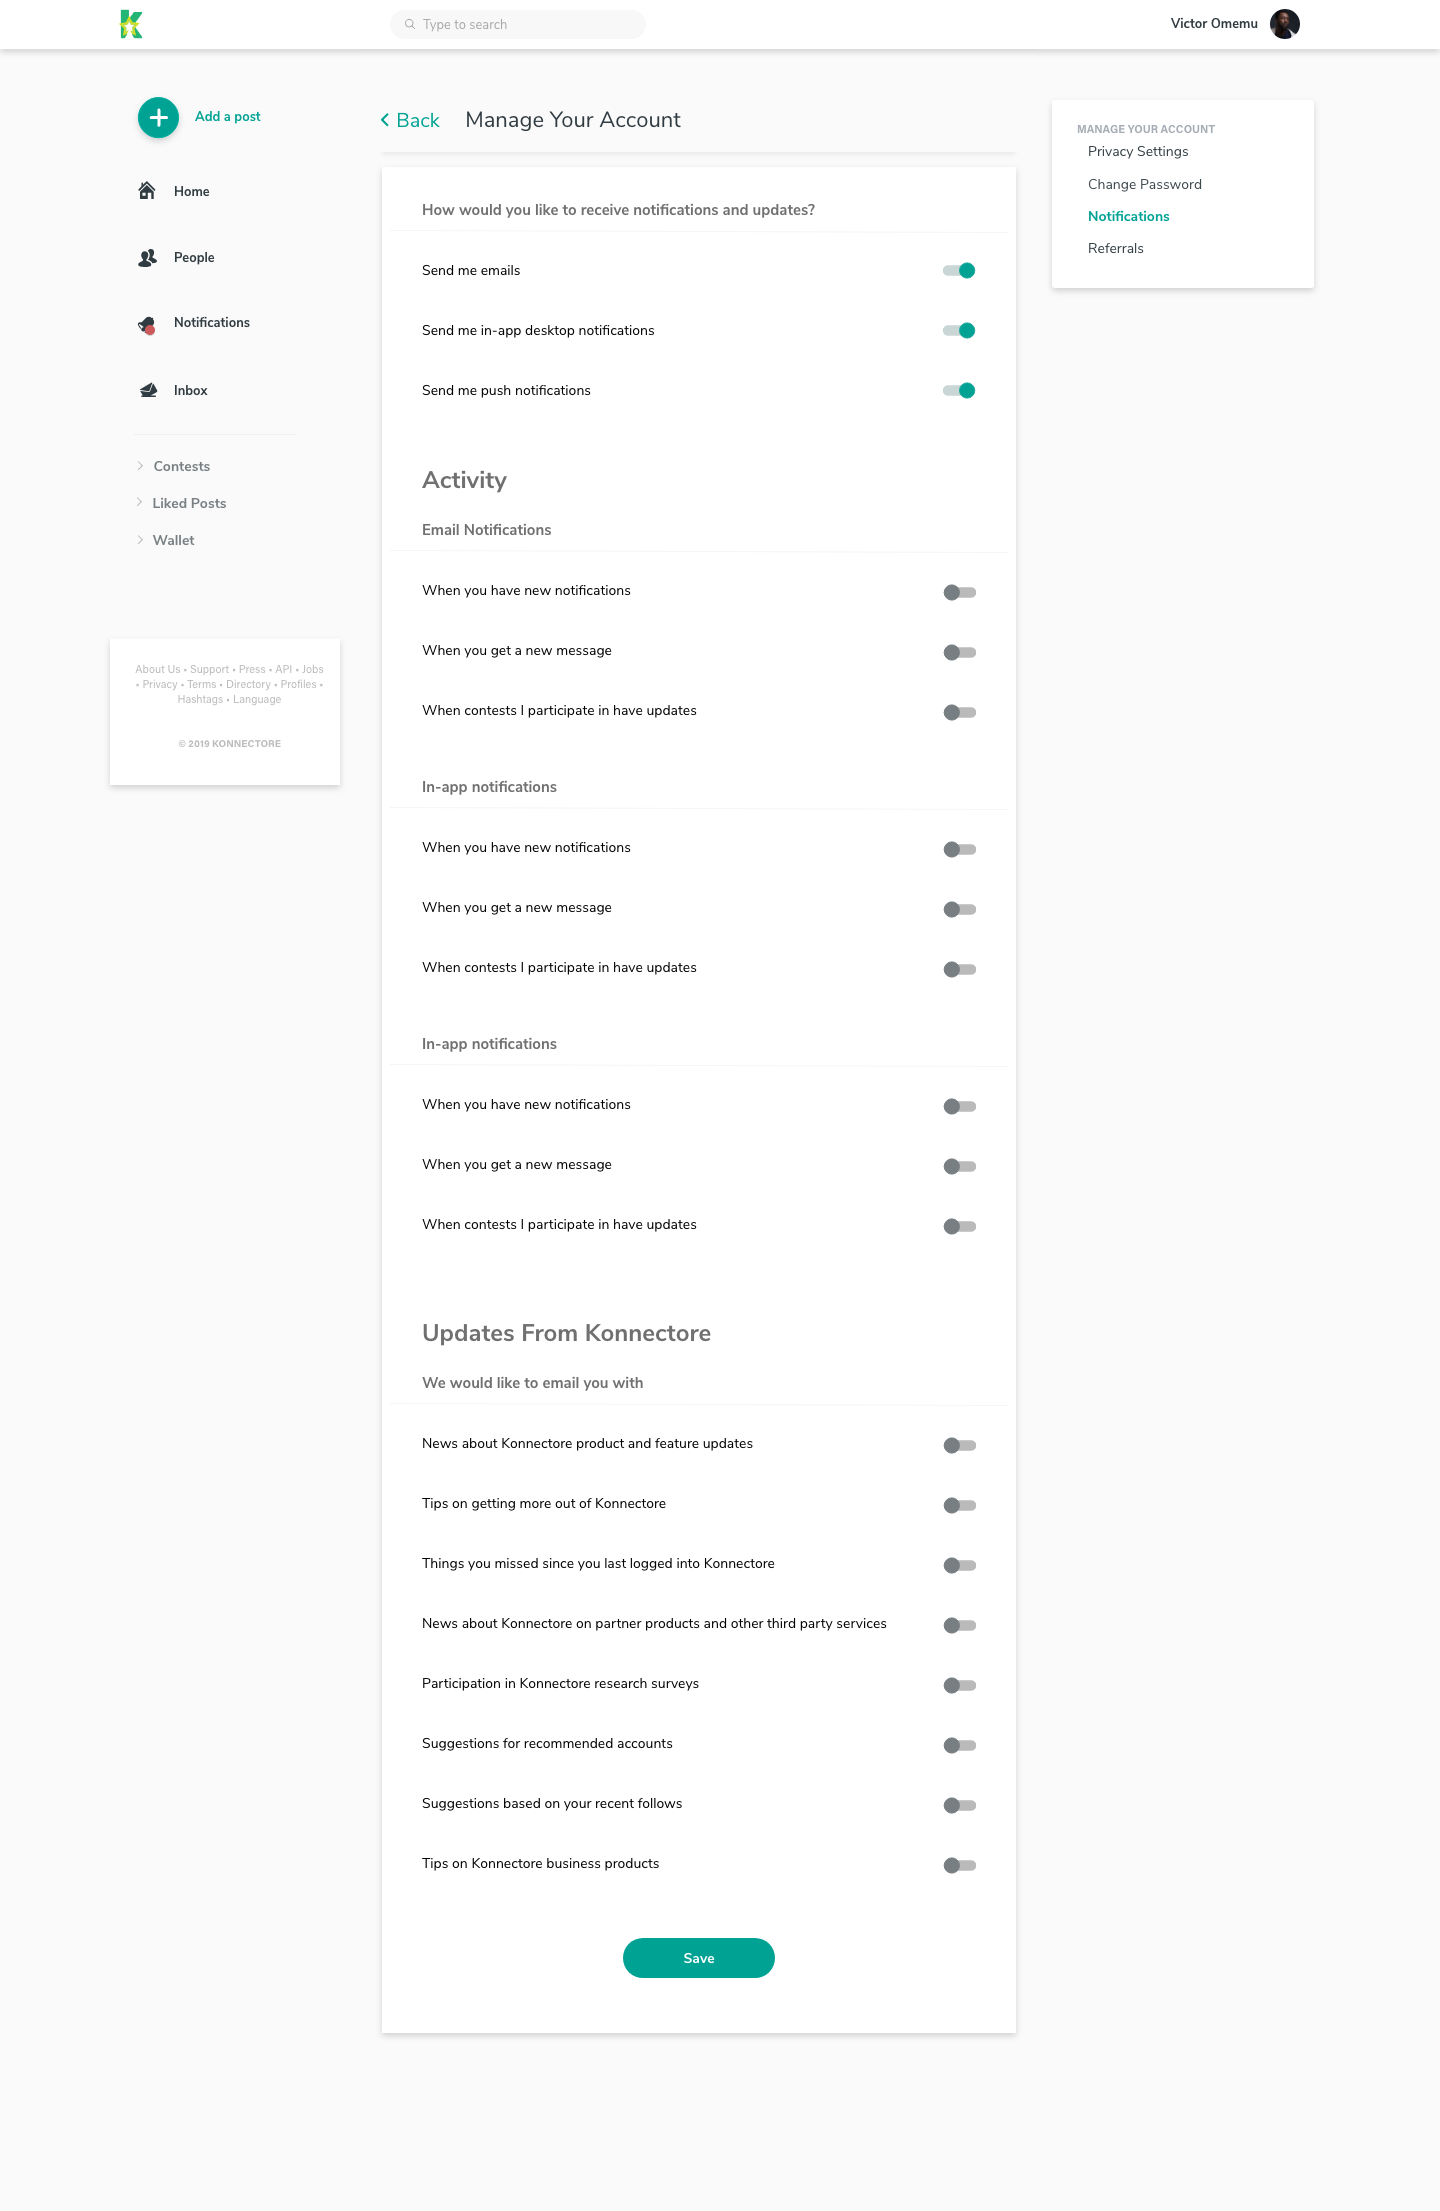 Type to search
Victor Omemu
Add a post
Home
People
Notifications
Inbox
Contests
Liked Posts
Wallet
About Us • Support • Press • API • Jobs
• Privacy • Terms • Directory • Profiles •
Hashtags • Language
© 2019 KONNECTORE
Back Manage Your Account
How would you like to receive notifications and updates?
Send me emails
Send me in-app desktop notifications
Send me push notifications
Activity
Email Notifications
When you have new notifications
When you get a new message
When contests I participate in have updates
In-app notifications
When you have new notifications
When you get a new message
When contests I participate in have updates
In-app notifications
When you have new notifications
When you get a new message
When contests I participate in have updates
Updates From Konnectore
We would like to email you with
News about Konnectore product and feature updates
Tips on getting more out of Konnectore
Things you missed since you last logged into Konnectore
News about Konnectore on partner products and other third party services
Participation in Konnectore research surveys
Suggestions for recommended accounts
Suggestions based on your recent follows
Tips on Konnectore business products
Save
MANAGE YOUR ACCOUNT
Privacy Settings
Change Password
Notifications
Referrals